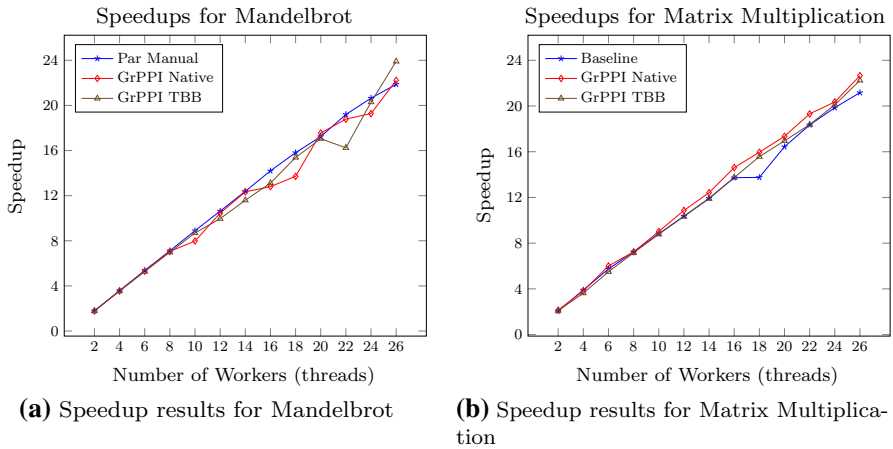 Speedups for Mandelbrot
Par Manual
GrPPI Native
GrPPI TBB
24
20
16
12
8
4
0
Speedup
2 4 6 8 10 12 14 16 18 20 22 24 26
Number of Workers (threads)
(a) Speedup results for Mandelbrot
Speedups for Matrix Multiplication
Baseline
GrPPI Native
GrPPI TBB
24
20
16
12
8
4
0
Speedup
2 4 6 8 10 12 14 16 18 20 22 24 26
Number of Workers (threads)
(b) Speedup results for Matrix Multiplica-
tion